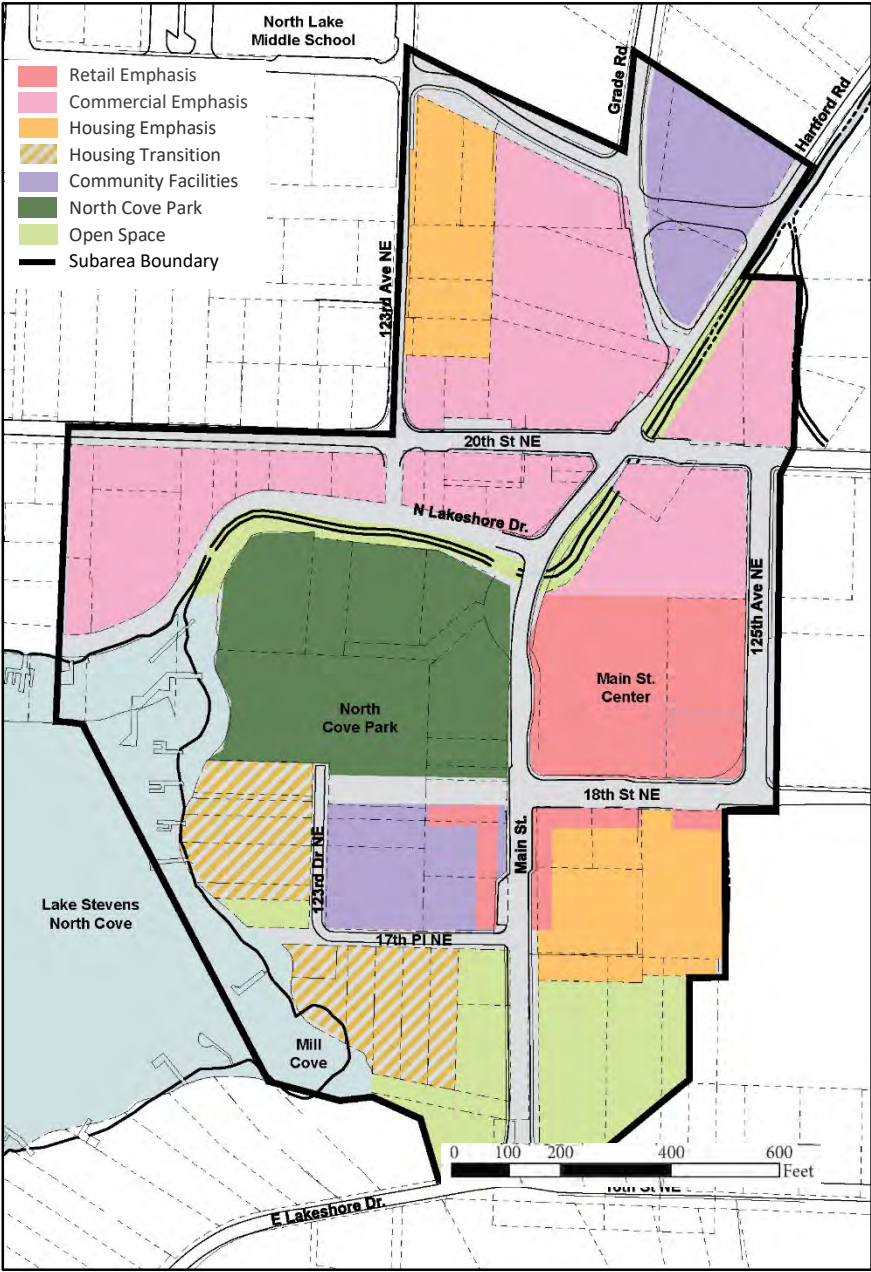 North Lake
Middle School
Retail Emphasis
Commercial Emphasis
Housing Emphasis
Housing Transition
Community Facilities
North Cove Park
Open Space
Subarea Boundary
Grade Rd
Hartford Rd
123rd Ave NE
20th St NE
N Lakeshore Dr.
125th Ave NE
Main St.
Center
North
Cove Park
18th St NE
Main St.
123rd Dr NE
17th Pl NE
Lake Stevens
North Cove
Mill
Cove
0 100 200 400 600
Feet
St NE
E Lakeshore Dr.